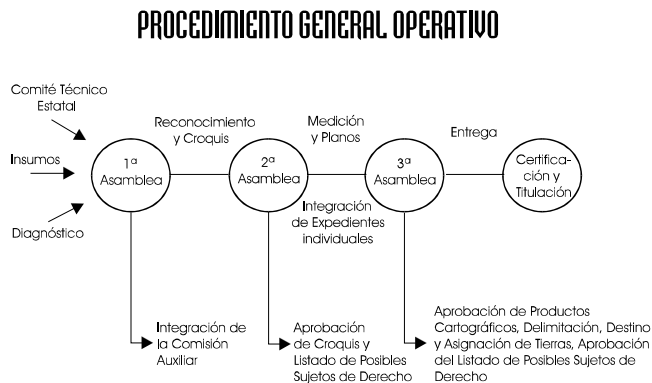 PROCEDIMIENTO GENERAL OPERATIVO
Comité Técnico
Estatal
Insumos
Diagnóstico
1ª
Asamblea
Reconocimiento
y Croquis
2ª
Asamblea
Medición
y Planos
Integración
de Expedientes
individuales
3ª
Asamblea
Entrega
Certifica-
ción y
Titulación
Integración de
la Comisión
Auxiliar
Aprobación
de Croquis y
Listado de Posibles
Sujetos de Derecho
Aprobación de Productos
Cartográficos, Delimitación, Destino
y Asignación de Tierras, Aprobación
del Listado de Posibles Sujetos de
Derecho